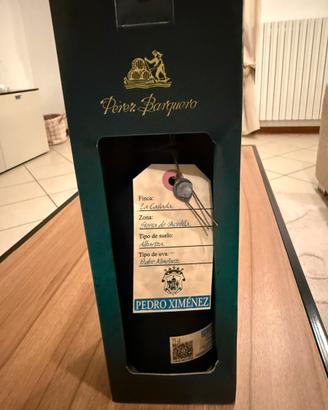 Pérez Barquero
Finca:
La Cañada
Zona:
Sierra de Montilla
Tipo de suelo:
Albariza
Tipo de uva:
Pedro Ximénez
PEDRO XIMÉNEZ